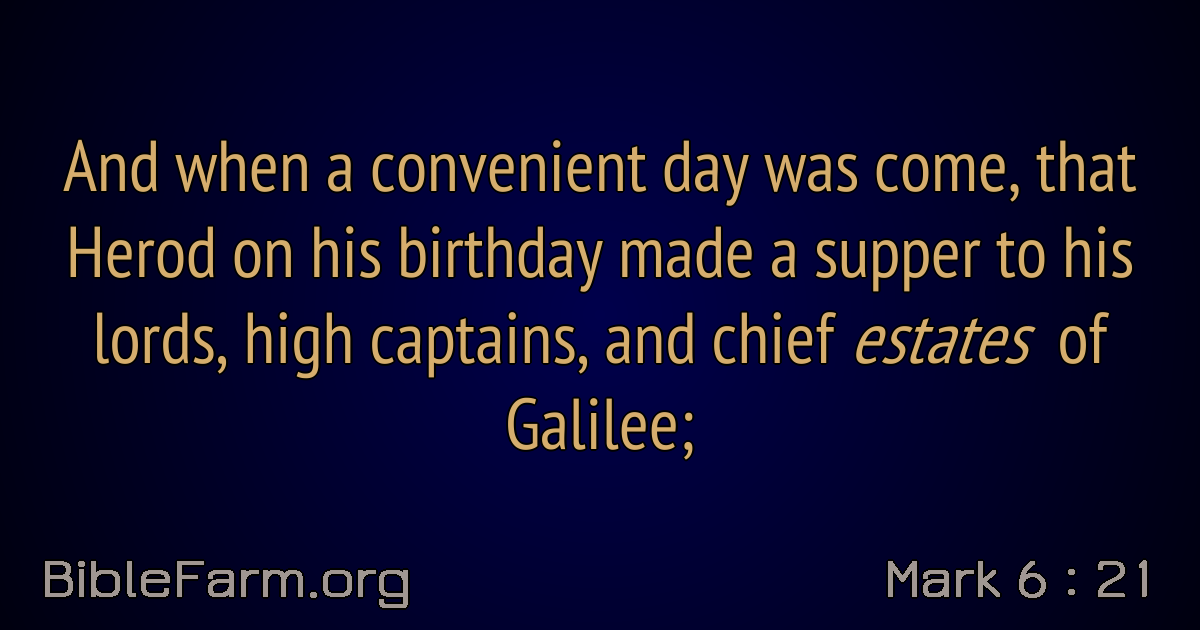 And when a convenient day was come, that
Herod on his birthday made a supper to his
lords, high captains, and chief estates of
Galilee;
BibleFarm.org
Mark 6 : 21